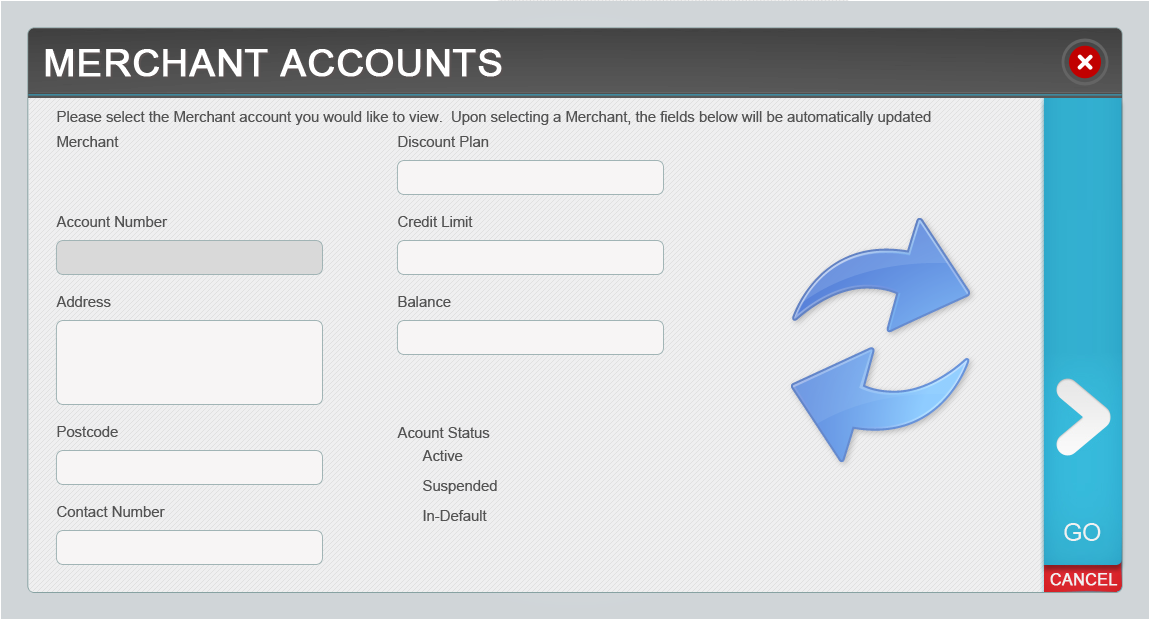 MERCHANT ACCOUNTS
Please select the Merchant account you would like to view.  Upon selecting a Merchant, the fields below will be automatically updated
Merchant
Discount Plan
Account Number
Credit Limit
Address
Balance
Postcode
Acount Status
Active
Suspended
Contact Number
In-Default
GO
CANCEL